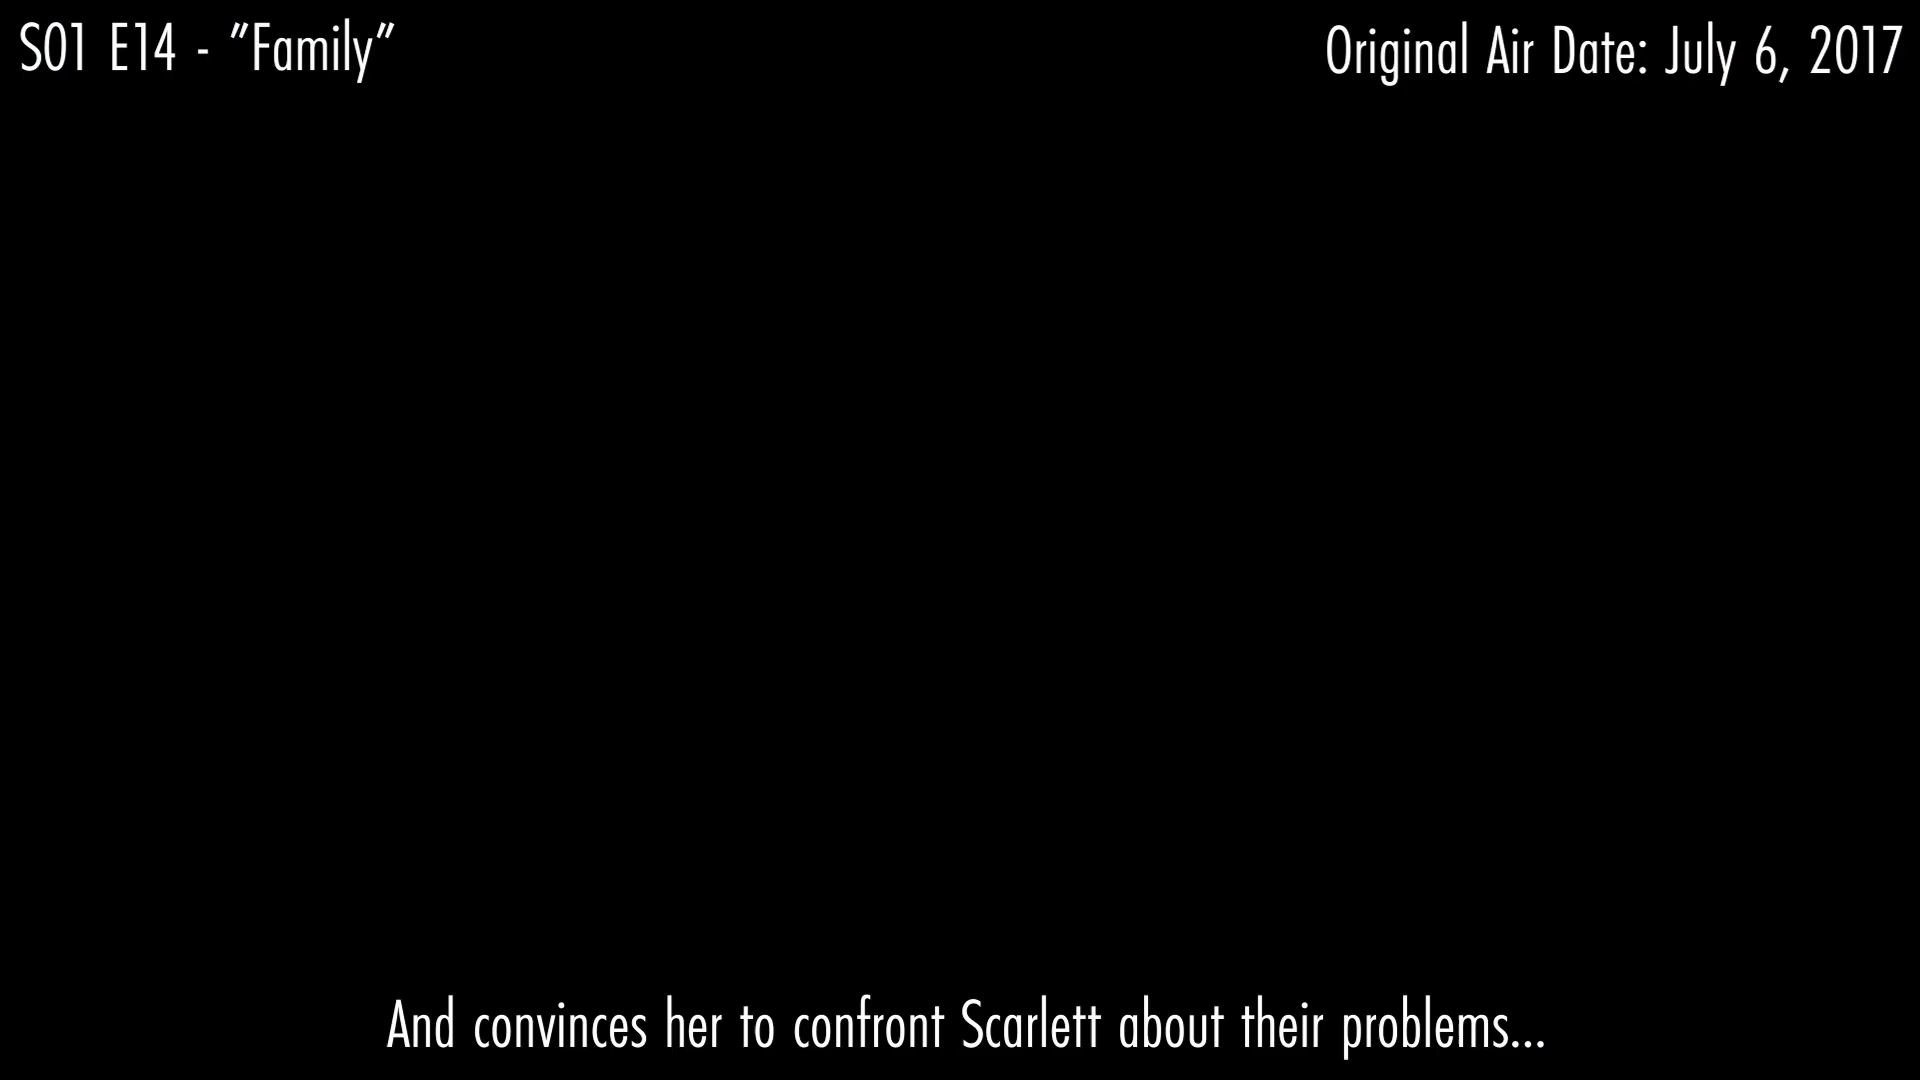 S01 E14 - "Family"
Original Air Date: July 6, 2017
And convinces her to confront Scarlett about their problems...